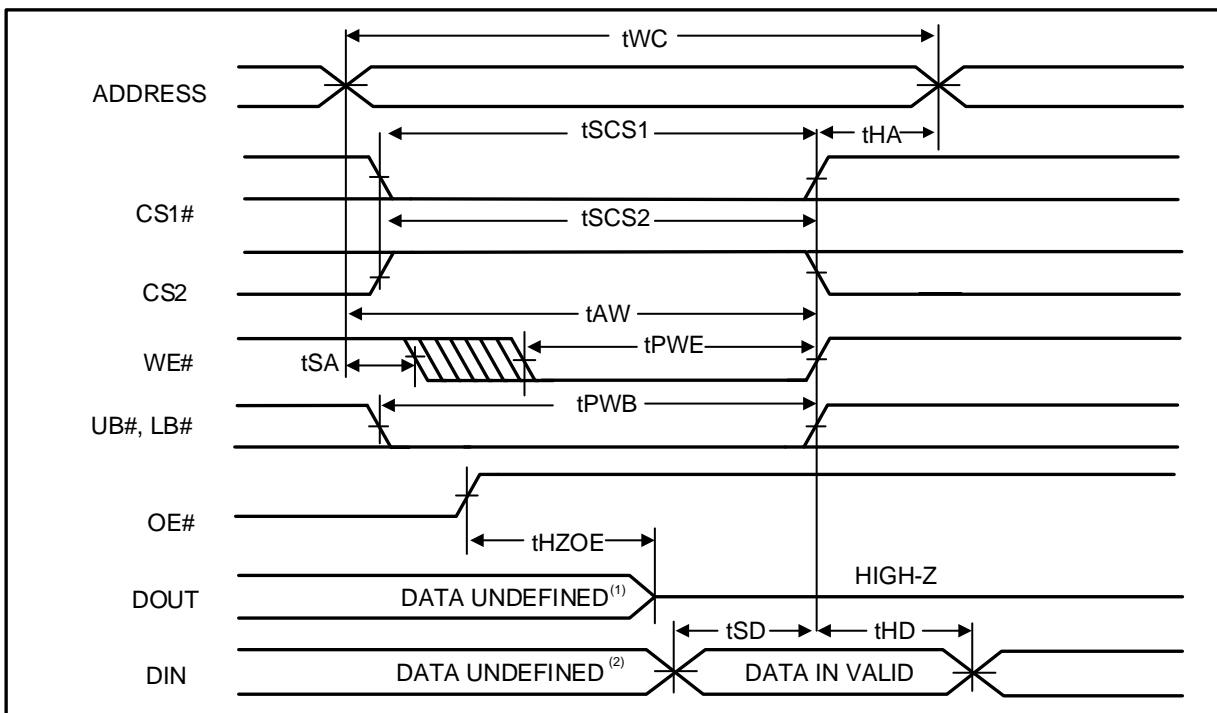 tWC
ADDRESS
tSCS1
tHA
CS1#
tSCS2
CS2
tAW
WE#
tSA
tPWE
UB#, LB#
tPWB
OE#
tHZOE
DOUT
DATA UNDEFINED (1)
HIGH-Z
tSD
tHD
DIN
DATA UNDEFINED (2)
DATA IN VALID